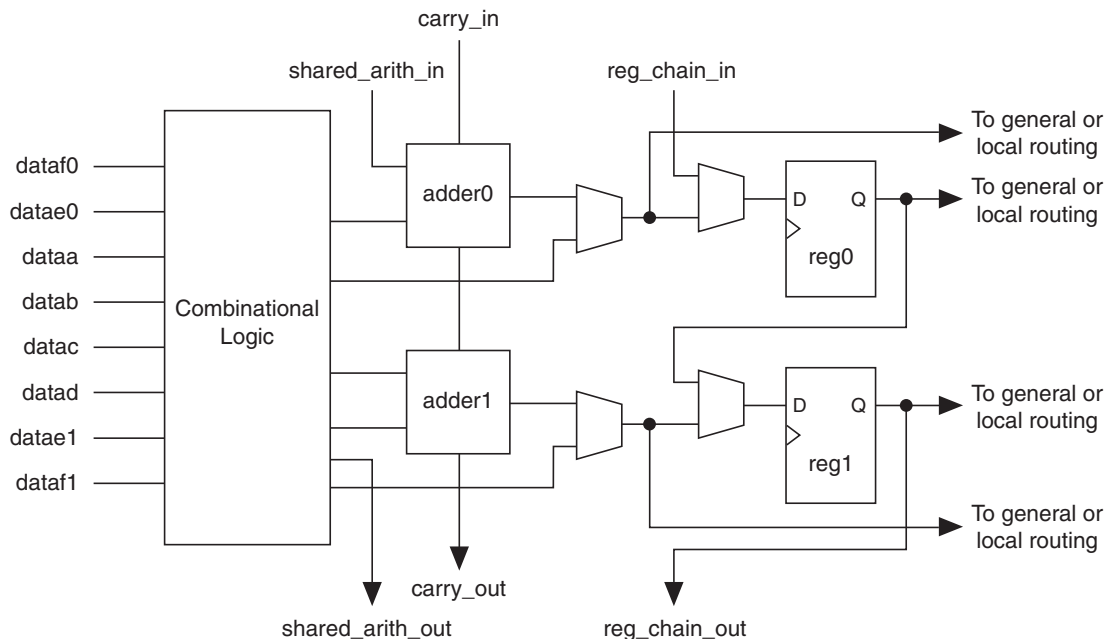 carry_in
shared_arith_in
reg_chain_in
To general or
local routing
dataf0
datae0
dataa
datab
datac
datad
datae1
dataf1
Combinational
Logic
adder0
D
Q
reg0
To general or
local routing
adder1
D
Q
reg1
To general or
local routing
To general or
local routing
carry_out
shared_arith_out
reg_chain_out